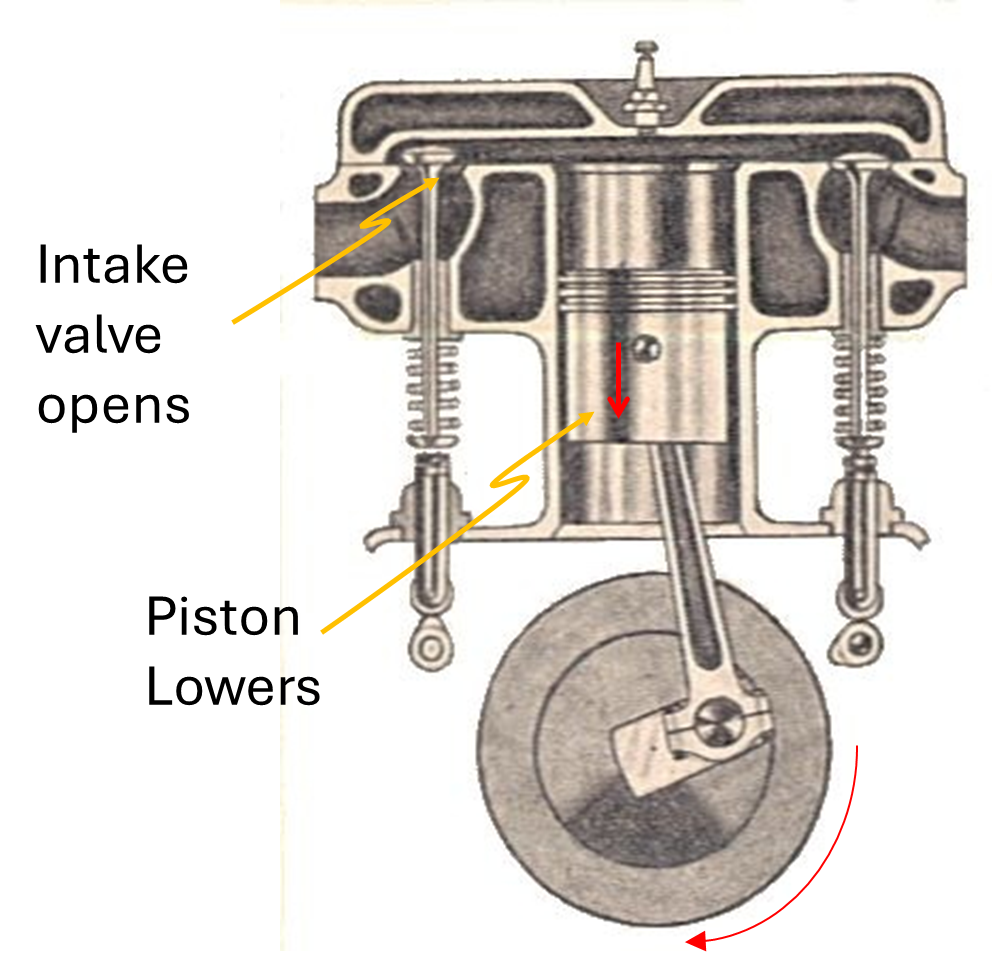 Intake
valve
opens
Piston
Lowers